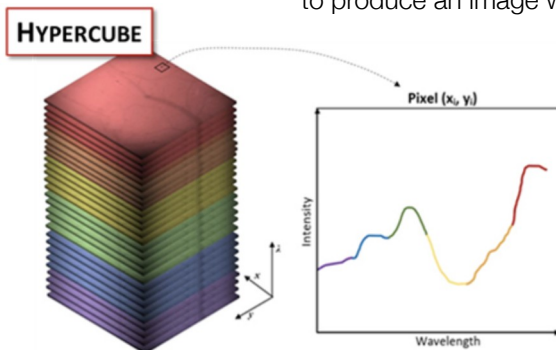 to produce an image w
HYPERCUBE
Pixel (xᵢ, yᵢ)
Intensity
λ
x
y
Wavelength